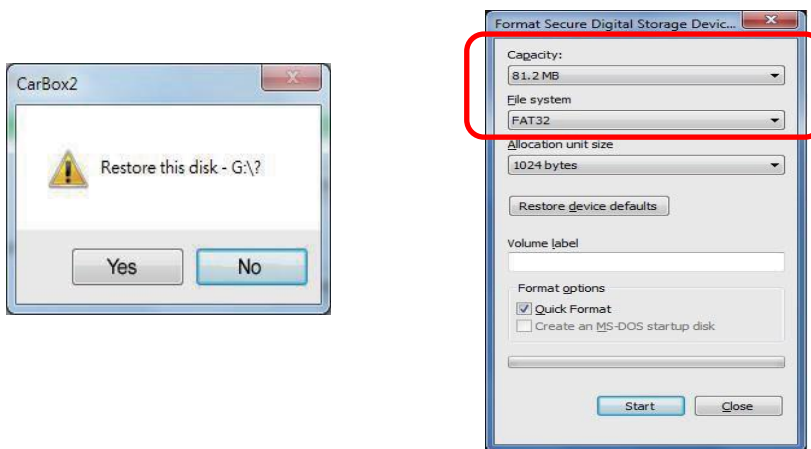 CarBox2
Restore this disk - G:\?
Yes No
Format Secure Digital Storage Devic...
Capacity:
81.2 MB
File system
FAT32
Allocation unit size
1024 bytes
Restore device defaults
Volume label
Format options
Quick Format
Create an MS-DOS startup disk
Start Close